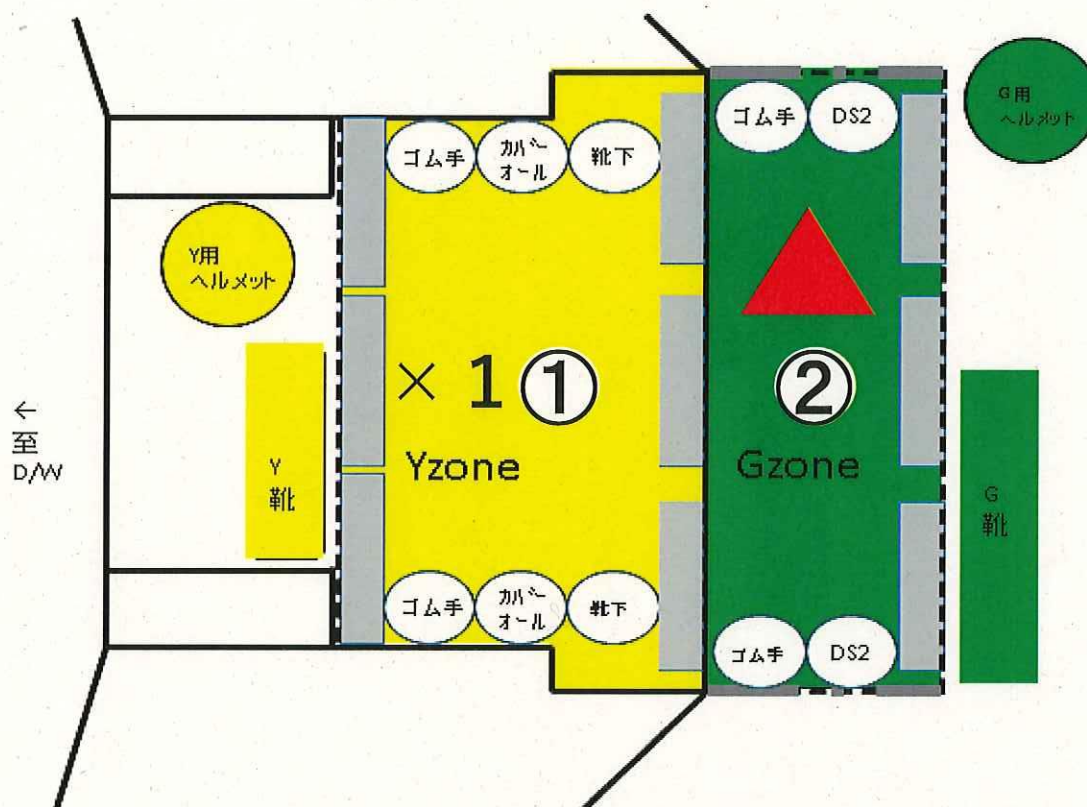 ゴム手
DS2
G用
ヘルメット
ゴム手
カバー
オール
靴下
Y用
ヘルメット
×1
①
②
←
至
D/W
Yzone
Gzone
Y
靴
G
靴
ゴム手
カバー
オール
靴下
ゴム手
DS2